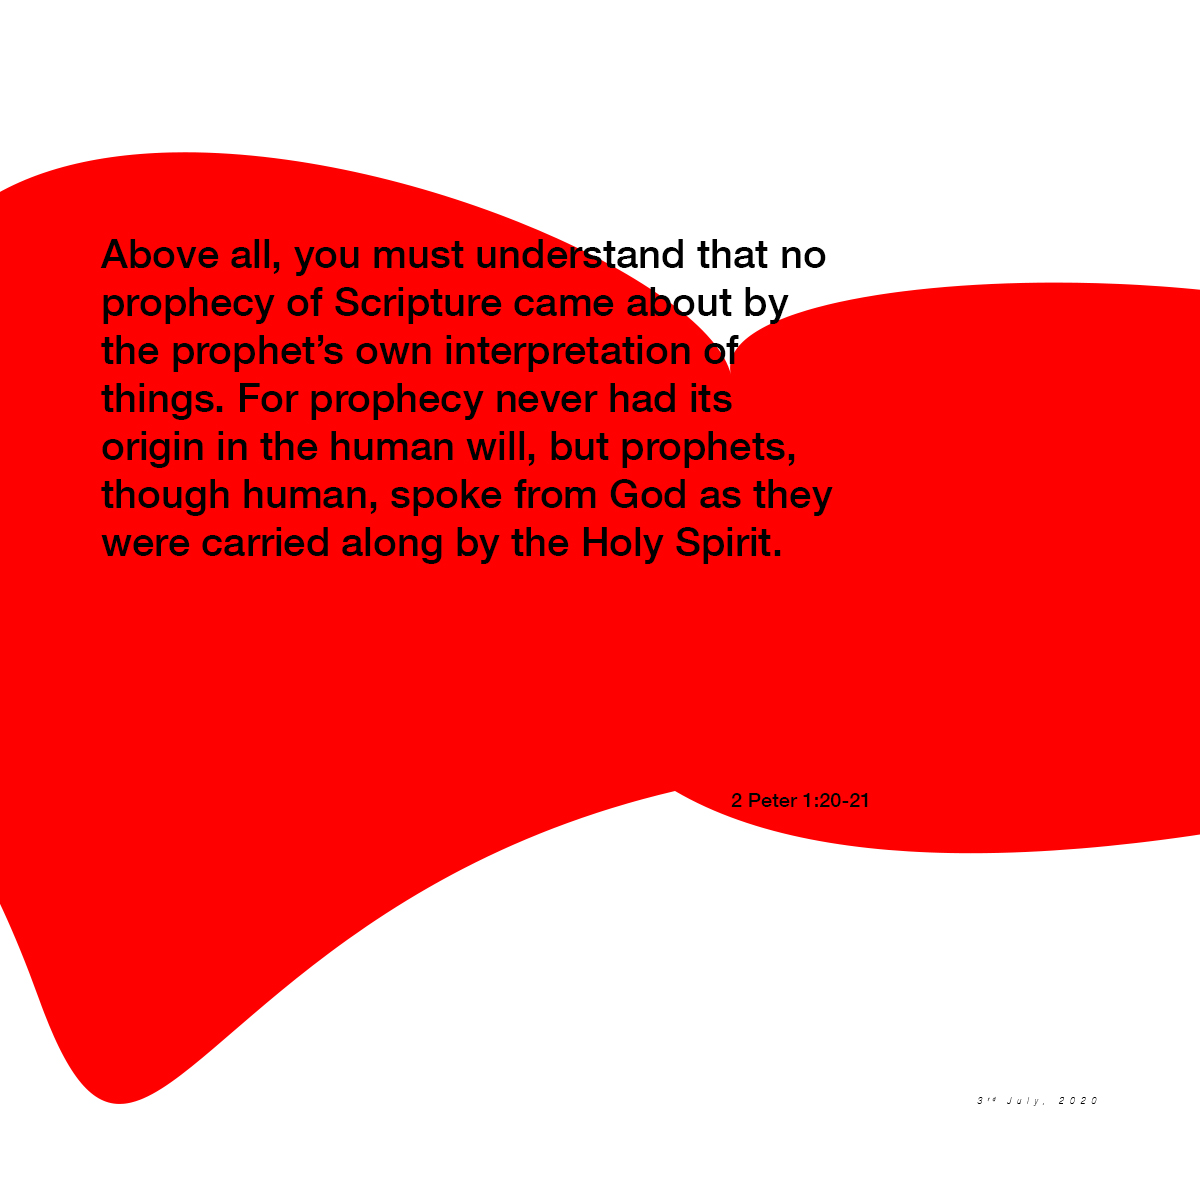 Above all, you must understand that no
prophecy of Scripture came about by
the prophet’s own interpretation of
things. For prophecy never had its
origin in the human will, but prophets,
though human, spoke from God as they
were carried along by the Holy Spirit.
2 Peter 1:20-21
3rd July, 2020